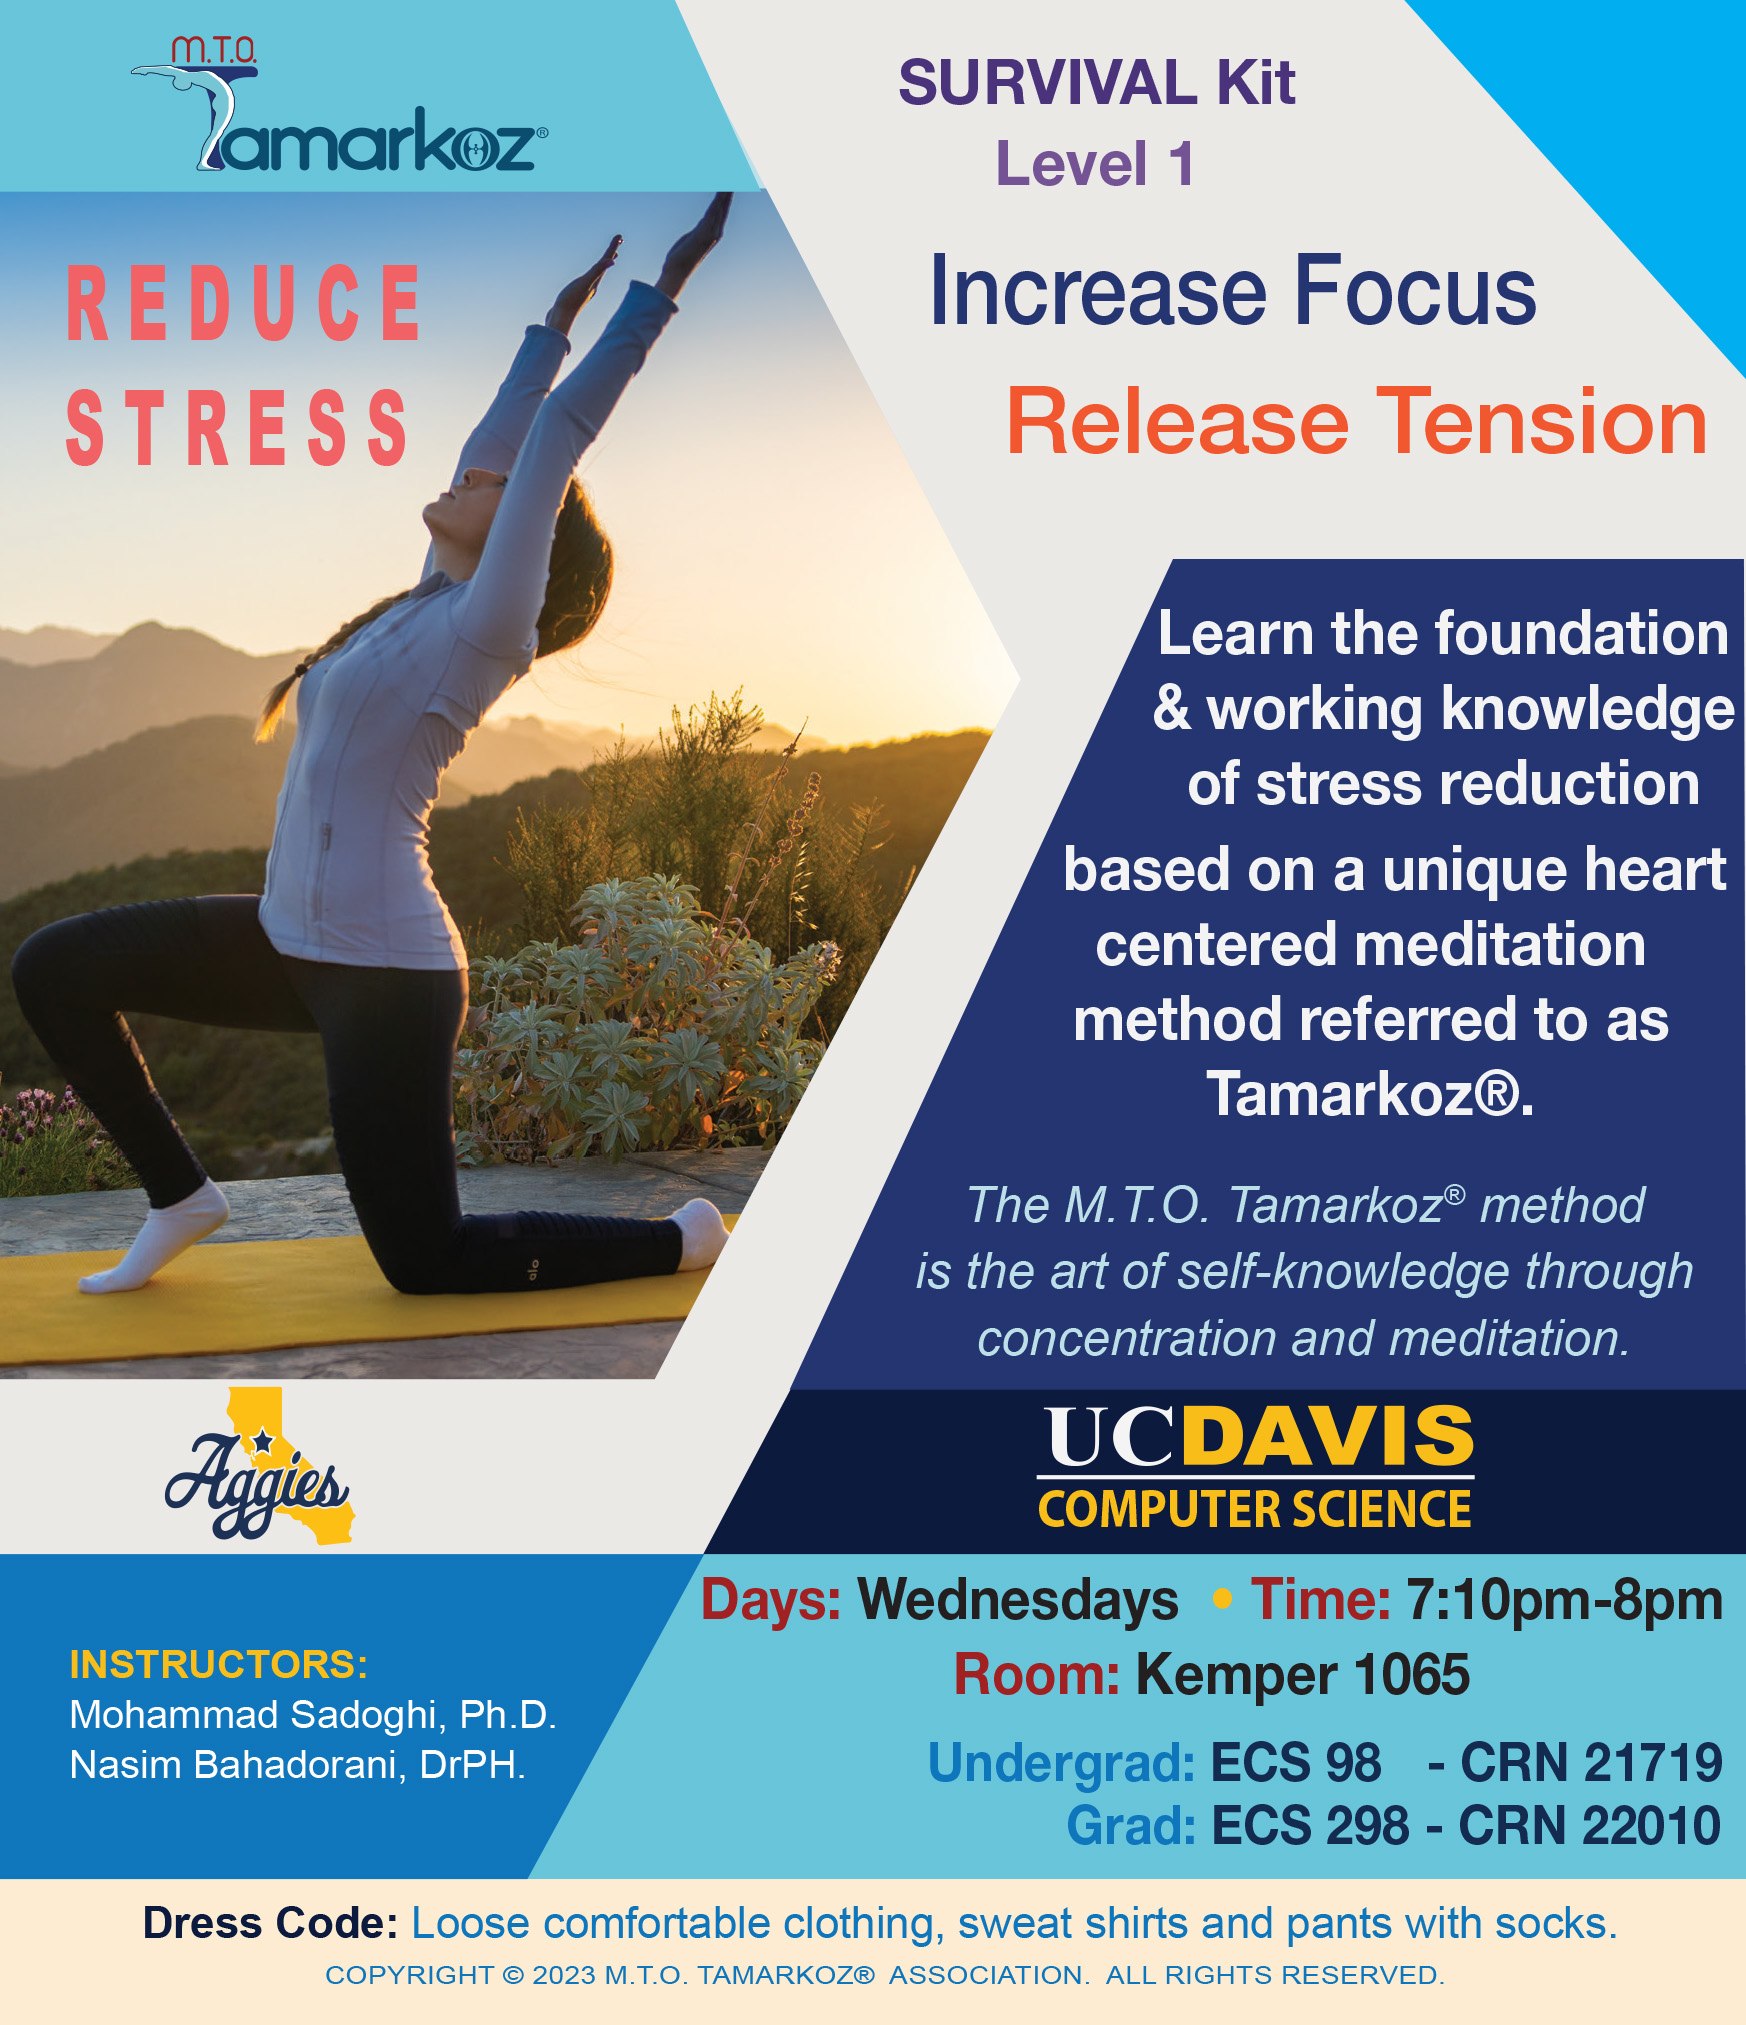 M.T.O.
Tamarkoz®
SURVIVAL Kit
Level 1
Increase Focus
Release Tension
REDUCE
STRESS
Learn the foundation
& working knowledge
of stress reduction
based on a unique heart
centered meditation
method referred to as
Tamarkoz®.
The M.T.O. Tamarkoz® method
is the art of self-knowledge through
concentration and meditation.
alo
Aggies
UCDAVIS
COMPUTER SCIENCE
Days: Wednesdays • Time: 7:10pm-8pm
Room: Kemper 1065
Undergrad: ECS 98 - CRN 21719
Grad: ECS 298 - CRN 22010
INSTRUCTORS:
Mohammad Sadoghi, Ph.D.
Nasim Bahadorani, DrPH.
Dress Code: Loose comfortable clothing, sweat shirts and pants with socks.
COPYRIGHT © 2023 M.T.O. TAMARKOZ® ASSOCIATION. ALL RIGHTS RESERVED.